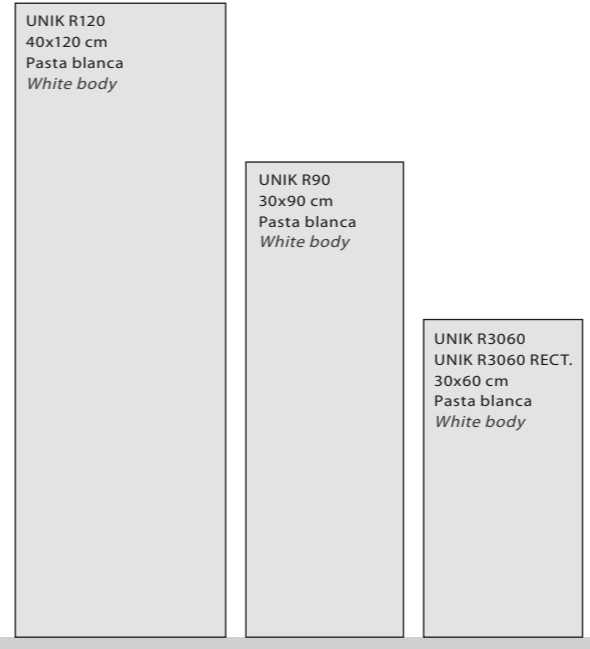 UNIK R120
40x120 cm
Pasta blanca
White body
UNIK R90
30x90 cm
Pasta blanca
White body
UNIK R3060
UNIK R3060 RECT.
30x60 cm
Pasta blanca
White body